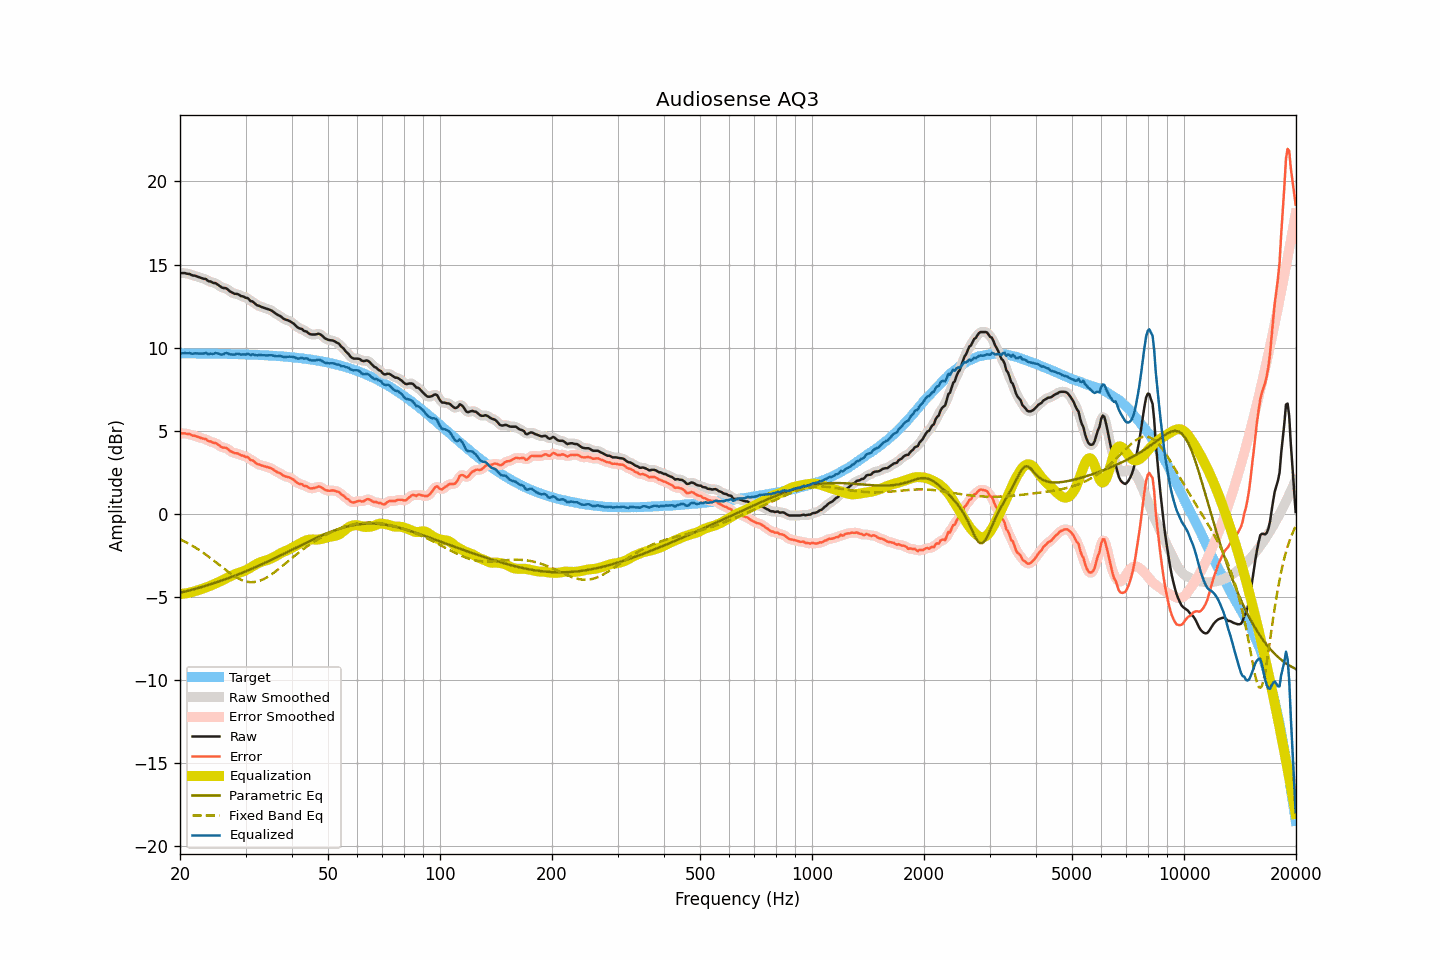 Audiosense AQ3
Amplitude (dBr)
20
15
10
5
0
−5
−10
−15
−20
Target
Raw Smoothed
Error Smoothed
Raw
Error
Equalization
Parametric Eq
Fixed Band Eq
Equalized
20 50 100 200 500 1000 2000 5000 10000 20000
Frequency (Hz)